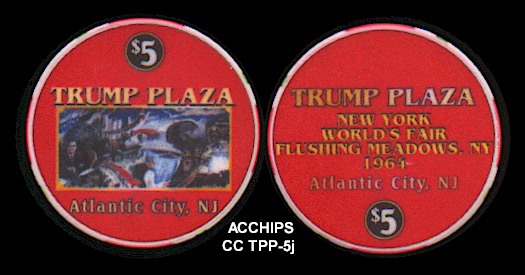 $5
TRUMP PLAZA
Atlantic City, NJ
TRUMP PLAZA
NEW YORK
WORLD'S FAIR
FLUSHING MEADOWS, NY
1964
Atlantic City, NJ
$5
ACCHIPS
CC TPP-5j